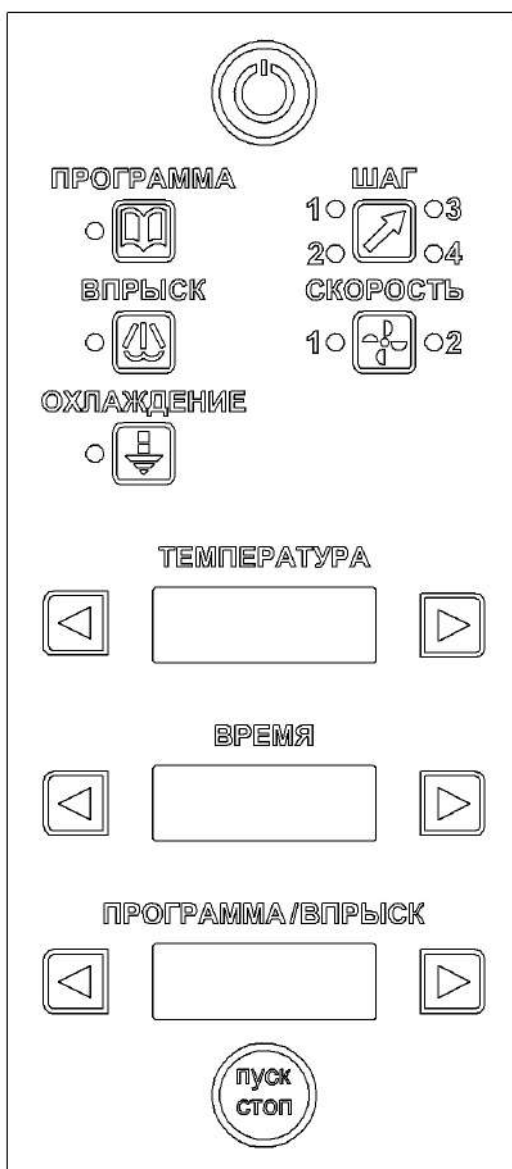 ПРОГРАММА ШАГ
1 3
2 4
ВПРЫСК СКОРОСТЬ
1 2
ОХЛАЖДЕНИЕ
ТЕМПЕРАТУРА
ВРЕМЯ
ПРОГРАММА/ВПРЫСК
пуск
стоп